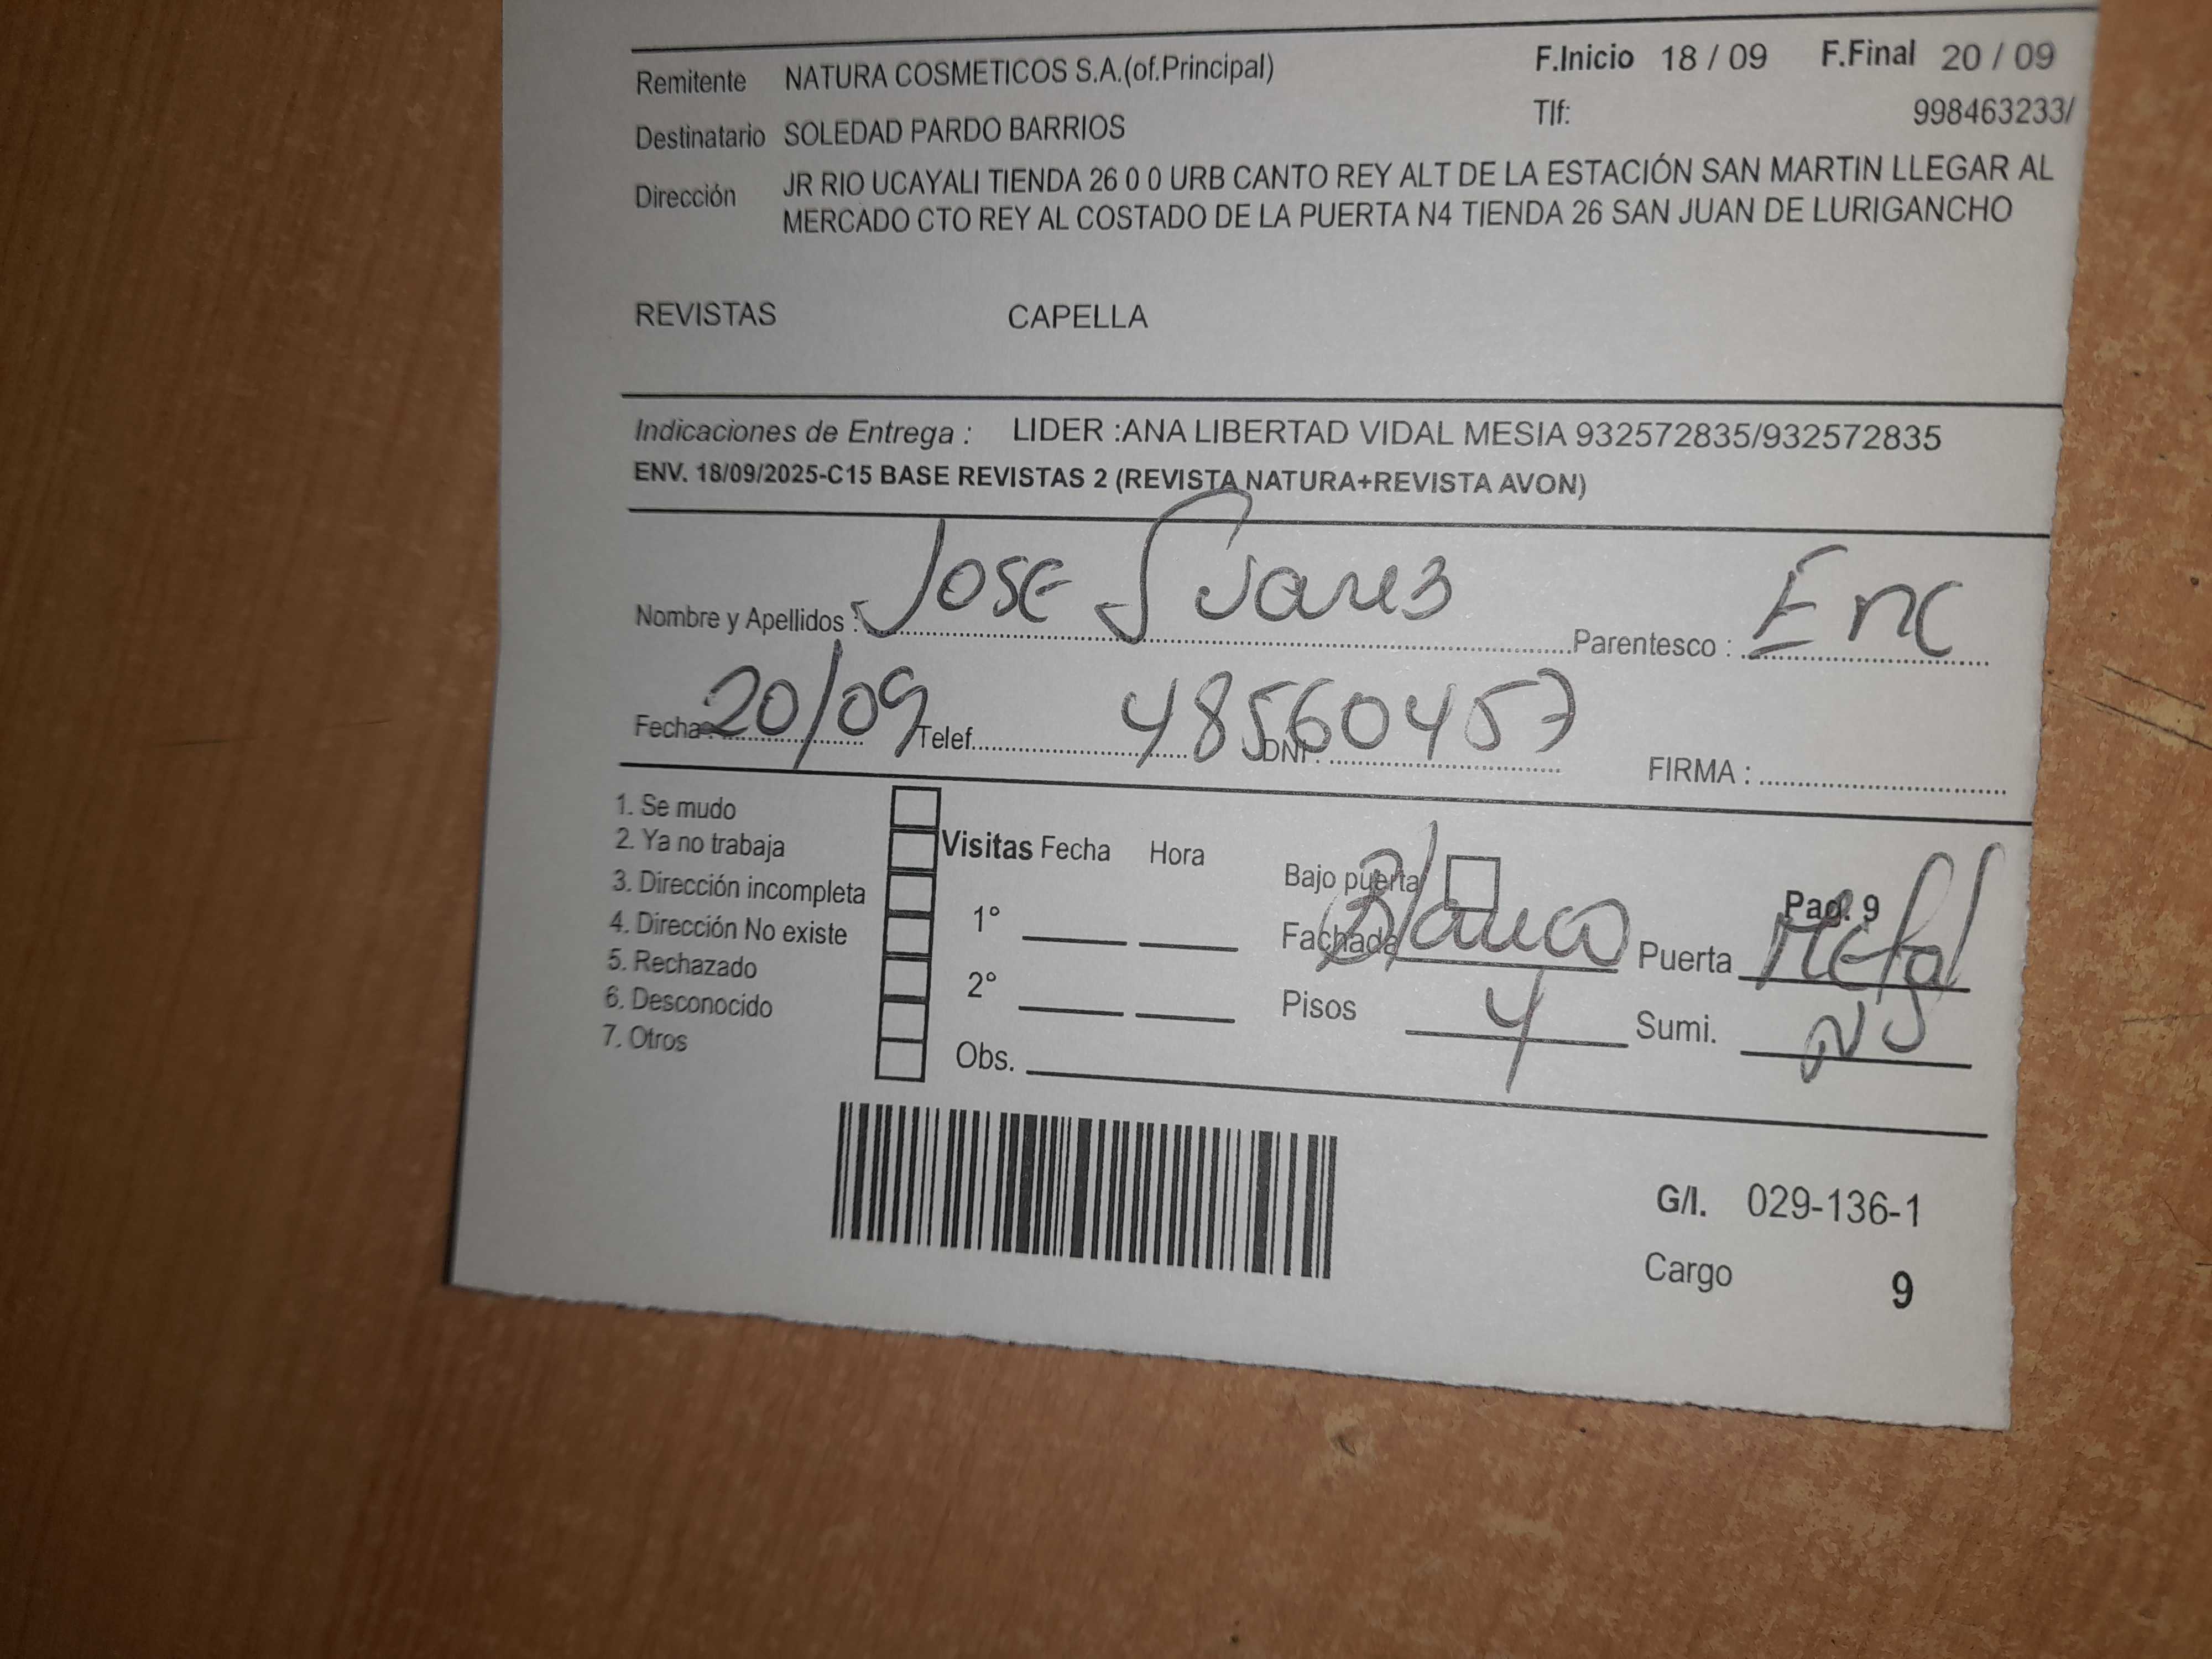 Remitente NATURA COSMETICOS S.A.(of.Principal) F.Inicio 18 / 09 F.Final 20 / 09
Destinatario SOLEDAD PARDO BARRIOS Tlf: 998463233/
Dirección JR RIO UCAYALI TIENDA 26 0 0 URB CANTO REY ALT DE LA ESTACIÓN SAN MARTIN LLEGAR AL
MERCADO CTO REY AL COSTADO DE LA PUERTA N4 TIENDA 26 SAN JUAN DE LURIGANCHO
REVISTAS CAPELLA
Indicaciones de Entrega : LIDER :ANA LIBERTAD VIDAL MESIA 932572835/932572835
ENV. 18/09/2025-C15 BASE REVISTAS 2 (REVISTA NATURA+REVISTA AVON)
Nombre y Apellidos : Jose Suarez Parentesco : Enc
Fecha : 20/09 Telef. DNI : 48560457 FIRMA :
1. Se mudo
2. Ya no trabaja Visitas Fecha Hora Bajo puerta
3. Dirección incompleta Pag. 9
4. Dirección No existe 1° Fachada Blanco Puerta Metal
5. Rechazado
6. Desconocido 2° Pisos 4 Sumi. NS
7. Otros Obs.
G/I. 029-136-1
Cargo 9